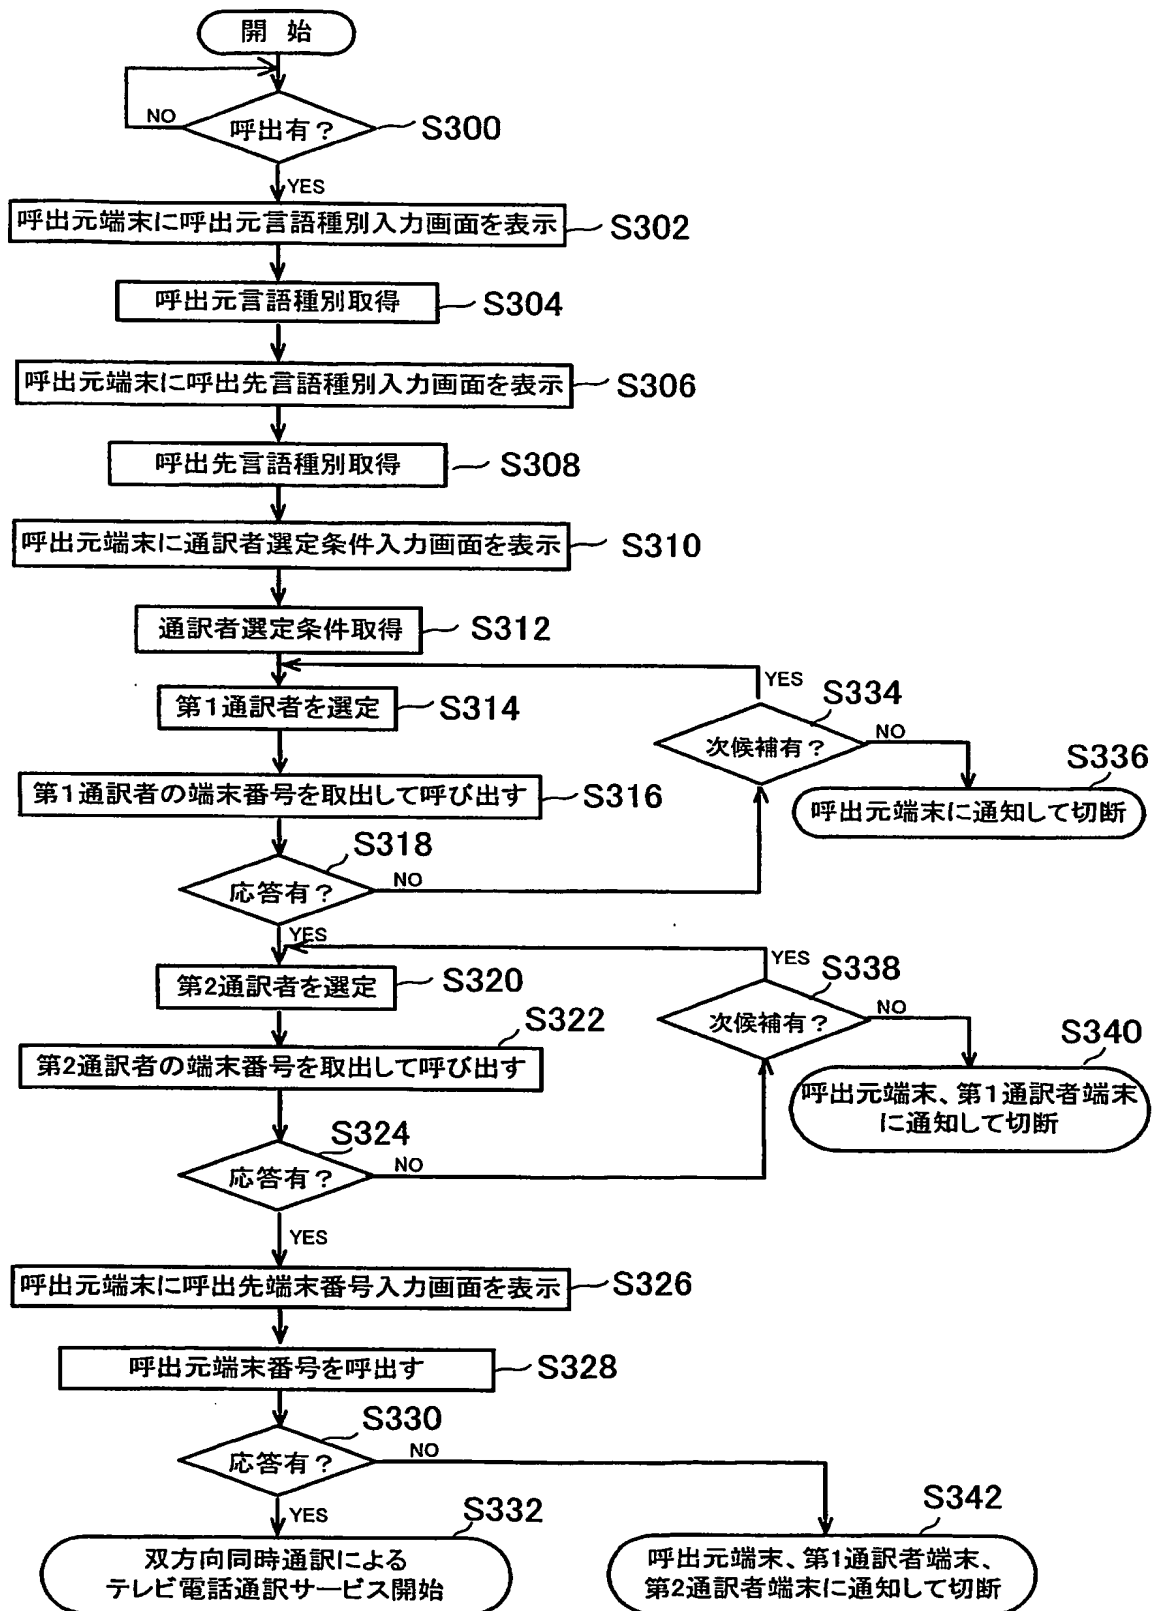 開 始
NO
呼出有？
S300
YES
呼出元端末に呼出元言語種別入力画面を表示
S302
呼出元言語種別取得
S304
呼出元端末に呼出先言語種別入力画面を表示
S306
呼出先言語種別取得
S308
呼出元端末に通訳者選定条件入力画面を表示
S310
通訳者選定条件取得
S312
YES
S334
第1通訳者を選定
S314
次候補有？
NO
S336
第1通訳者の端末番号を取出して呼び出す
S316
呼出元端末に通知して切断
S318
応答有？
NO
YES
YES
S338
第2通訳者を選定
S320
次候補有？
NO
S322
S340
第2通訳者の端末番号を取出して呼び出す
呼出元端末、第1通訳者端末
に通知して切断
S324
応答有？
NO
YES
呼出元端末に呼出先端末番号入力画面を表示
S326
呼出元端末番号を呼出す
S328
S330
応答有？
NO
YES
S332
S342
双方向同時通訳による
テレビ電話通訳サービス開始
呼出元端末、第1通訳者端末、
第2通訳者端末に通知して切断